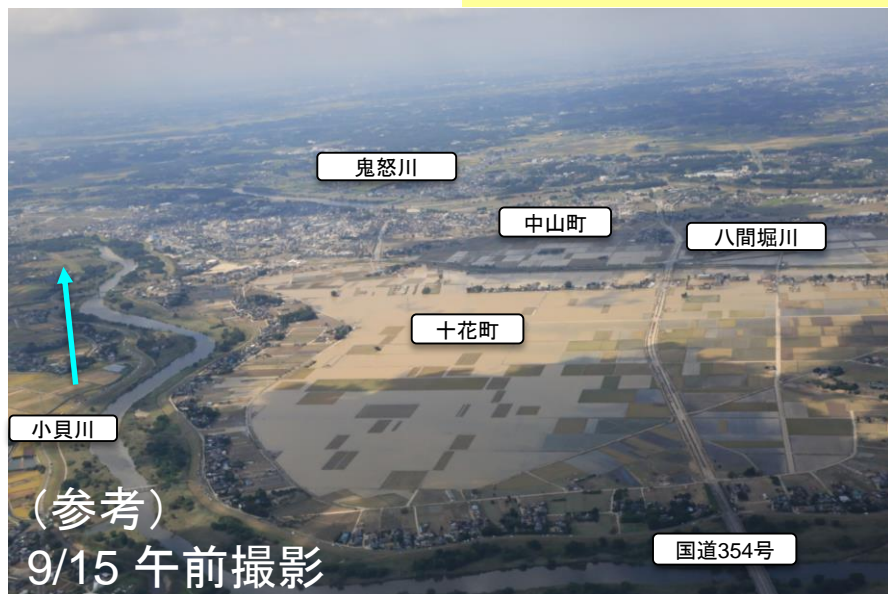 鬼怒川
中山町
八間堀川
十花町
小貝川
国道354号
（参考）
9/15 午前撮影